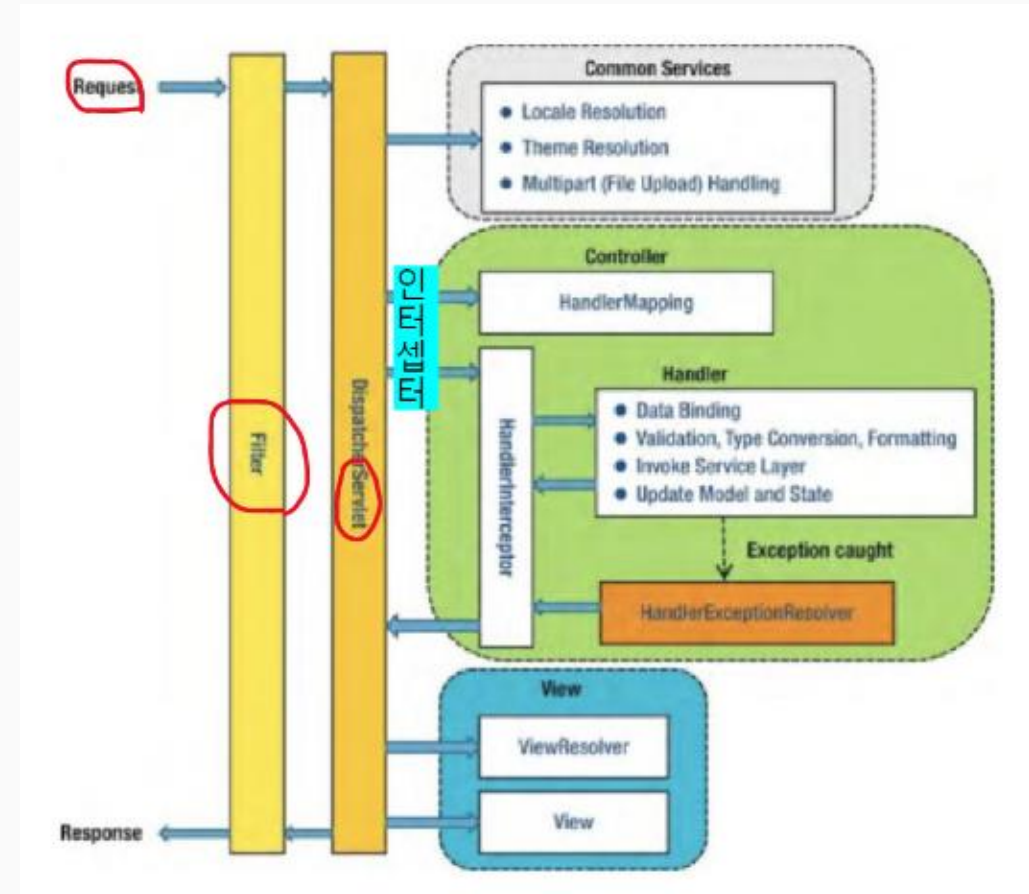 Request
Common Services
Locale Resolution
Theme Resolution
Multipart (File Upload) Handling
Controller
인터셉터
HandlerMapping
Handler
Data Binding
Validation, Type Conversion, Formatting
Invoke Service Layer
Update Model and State
Filter
DispatcherServlet
HandlerInterceptor
Exception caught
HandlerExceptionResolver
View
ViewResolver
View
Response